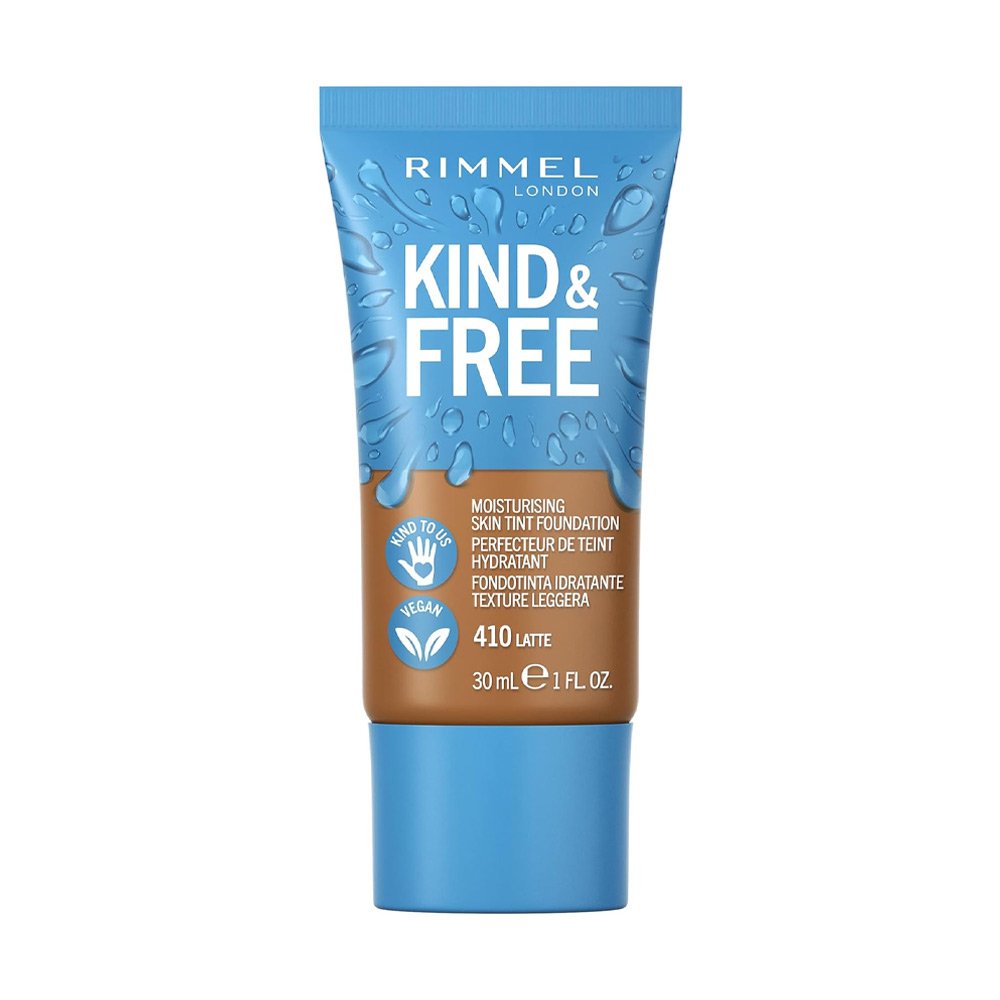 RIMMEL
LONDON
KIND &
FREE
MOISTURISING
SKIN TINT FOUNDATION
PERFECTEUR DE TEINT
HYDRATANT
FONDOTINTA IDRATANTE
TEXTURE LEGGERA
KIND TO US
VEGAN
410 LATTE
30 mL e 1 FL. OZ.